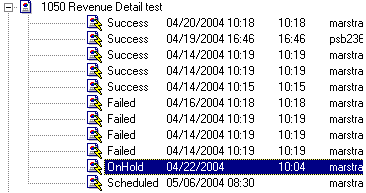 1050 Revenue Detail test
Success 04/20/2004 10:18 10:18 marstra
Success 04/19/2004 16:46 16:46 psb236
Success 04/14/2004 10:19 10:19 marstra
Success 04/14/2004 10:19 10:19 marstra
Success 04/14/2004 10:15 10:15 marstra
Failed 04/16/2004 10:18 10:18 marstra
Failed 04/14/2004 10:19 10:19 marstra
Failed 04/14/2004 10:19 10:19 marstra
Failed 04/14/2004 10:19 10:19 marstra
OnHold 04/22/2004 10:04 marstra
Scheduled 05/06/2004 08:30 marstra